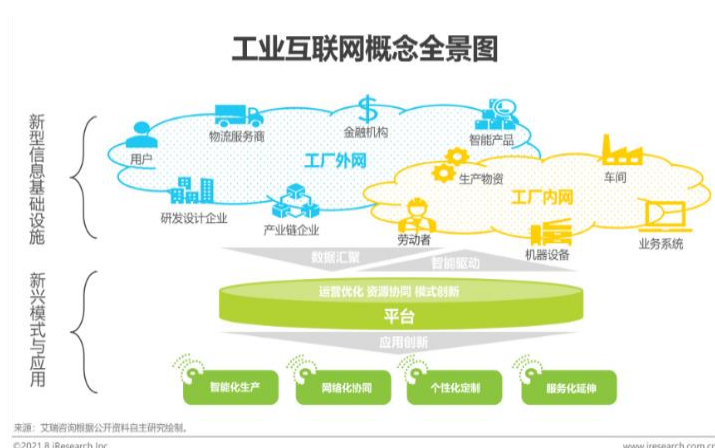 工业互联网概念全景图
新型信息基础设施
用户
物流服务商
金融机构
智能产品
工厂外网
研发设计企业
产业链企业
生产物资
车间
工厂内网
劳动者
机器设备
业务系统
数据汇聚
智能驱动
新兴模式与应用
运营优化 资源协同 模式创新
平台
应用创新
智能化生产
网络化协同
个性化定制
服务化延伸
来源：艾瑞咨询根据公开资料自主研究绘制。
©2021.8 iResearch Inc.
www.iresearch.com.cn